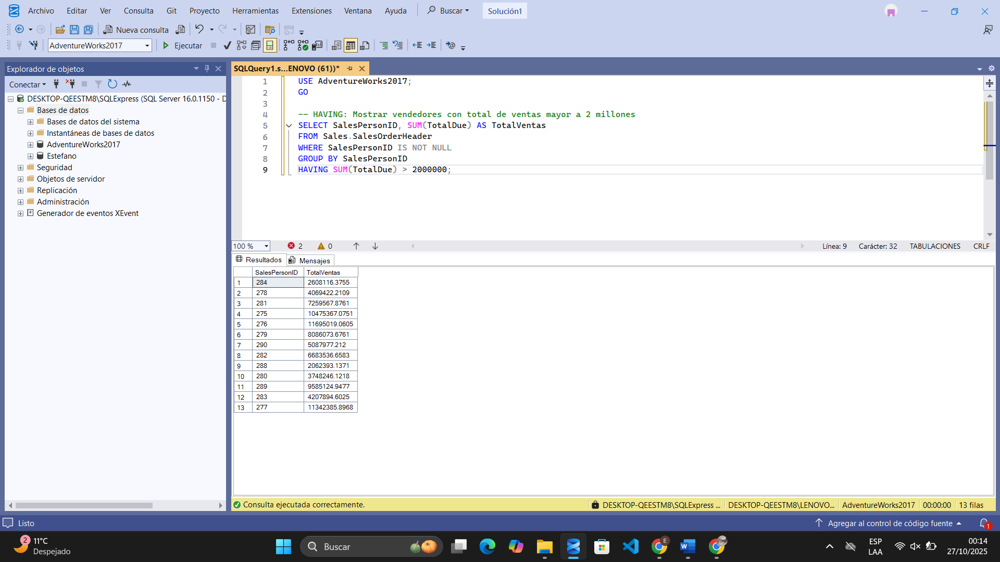 Archivo Editar Ver Consulta Git Proyecto Herramientas Extensiones Ventana Ayuda Buscar Solución1
Nueva consulta
AdventureWorks2017 Ejecutar
Explorador de objetos
Conectar
DESKTOP-QEESTM8\SQLExpress (SQL Server 16.0.1150 - D
Bases de datos
Bases de datos del sistema
Instantáneas de bases de datos
AdventureWorks2017
Estefano
Seguridad
Objetos de servidor
Replicación
Administración
Generador de eventos XEvent
SQLQuery1.s...ENOVO (61))*
1 USE AdventureWorks2017;
2 GO
3
4 -- HAVING: Mostrar vendedores con total de ventas mayor a 2 millones
5 SELECT SalesPersonID, SUM(TotalDue) AS TotalVentas
6 FROM Sales.SalesOrderHeader
7 WHERE SalesPersonID IS NOT NULL
8 GROUP BY SalesPersonID
9 HAVING SUM(TotalDue) > 2000000;
100 % 2 0 Línea: 9 Carácter: 32 TABULACIONES CRLF
Resultados Mensajes
SalesPersonID TotalVentas
1 284 2608116.3755
2 278 4069422.2109
3 281 7259567.8761
4 275 10475367.0751
5 276 11695019.0605
6 279 8086073.6761
7 290 5087977.212
8 282 6683536.6583
9 288 2062393.1371
10 280 3748246.1218
11 289 9585124.9477
12 283 4207894.6025
13 277 11342385.8968
Consulta ejecutada correctamente. DESKTOP-QEESTM8\SQLExpress ... DESKTOP-QEESTM8\LENOVO... AdventureWorks2017 00:00:00 13 filas
Listo Agregar al control de código fuente 1
2 11°C
Despejado
Buscar
E
ESP
LAA
00:14
27/10/2025